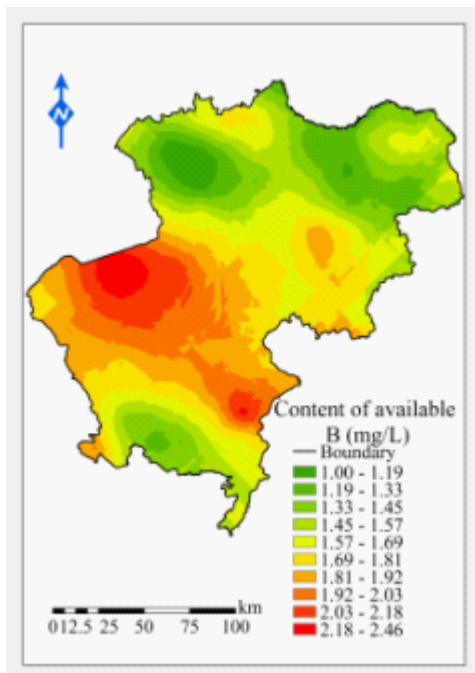 N
Content of available
B (mg/L)
Boundary
1.00 - 1.19
1.19 - 1.33
1.33 - 1.45
1.45 - 1.57
1.57 - 1.69
1.69 - 1.81
1.81 - 1.92
1.92 - 2.03
2.03 - 2.18
2.18 - 2.46
km
012.5 25 50 75 100